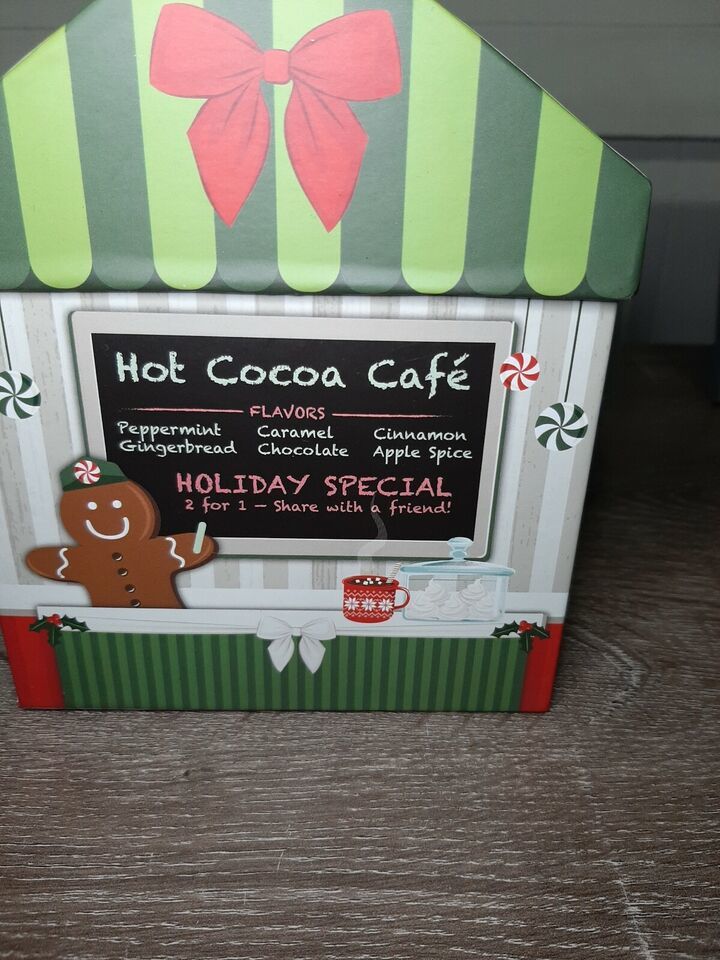 Hot Cocoa Café
FLAVORS
Peppermint Caramel Cinnamon
Gingerbread Chocolate Apple Spice
HOLIDAY SPECIAL
2 for 1 — Share with a friend!